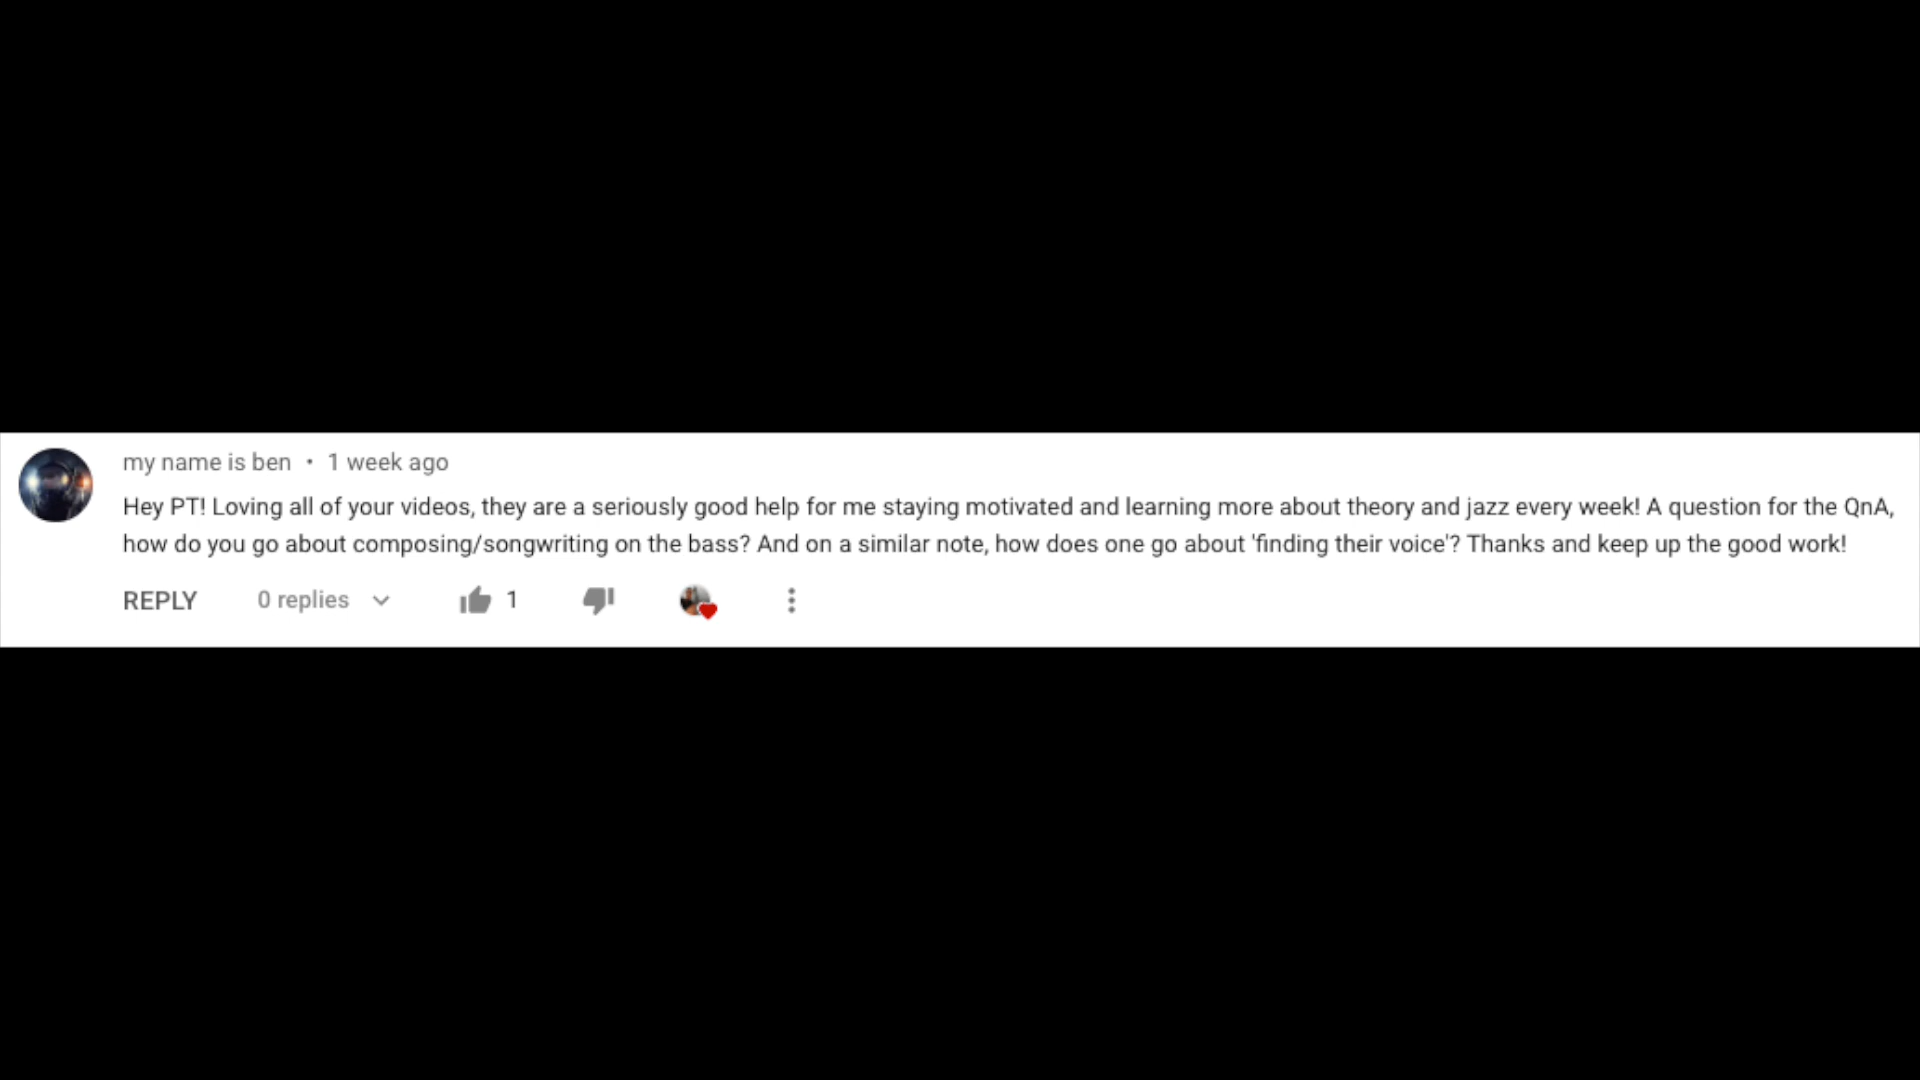 my name is ben • 1 week ago
Hey PT! Loving all of your videos, they are a seriously good help for me staying motivated and learning more about theory and jazz every week! A question for the QnA,
how do you go about composing/songwriting on the bass? And on a similar note, how does one go about 'finding their voice'? Thanks and keep up the good work!
REPLY 0 replies 1